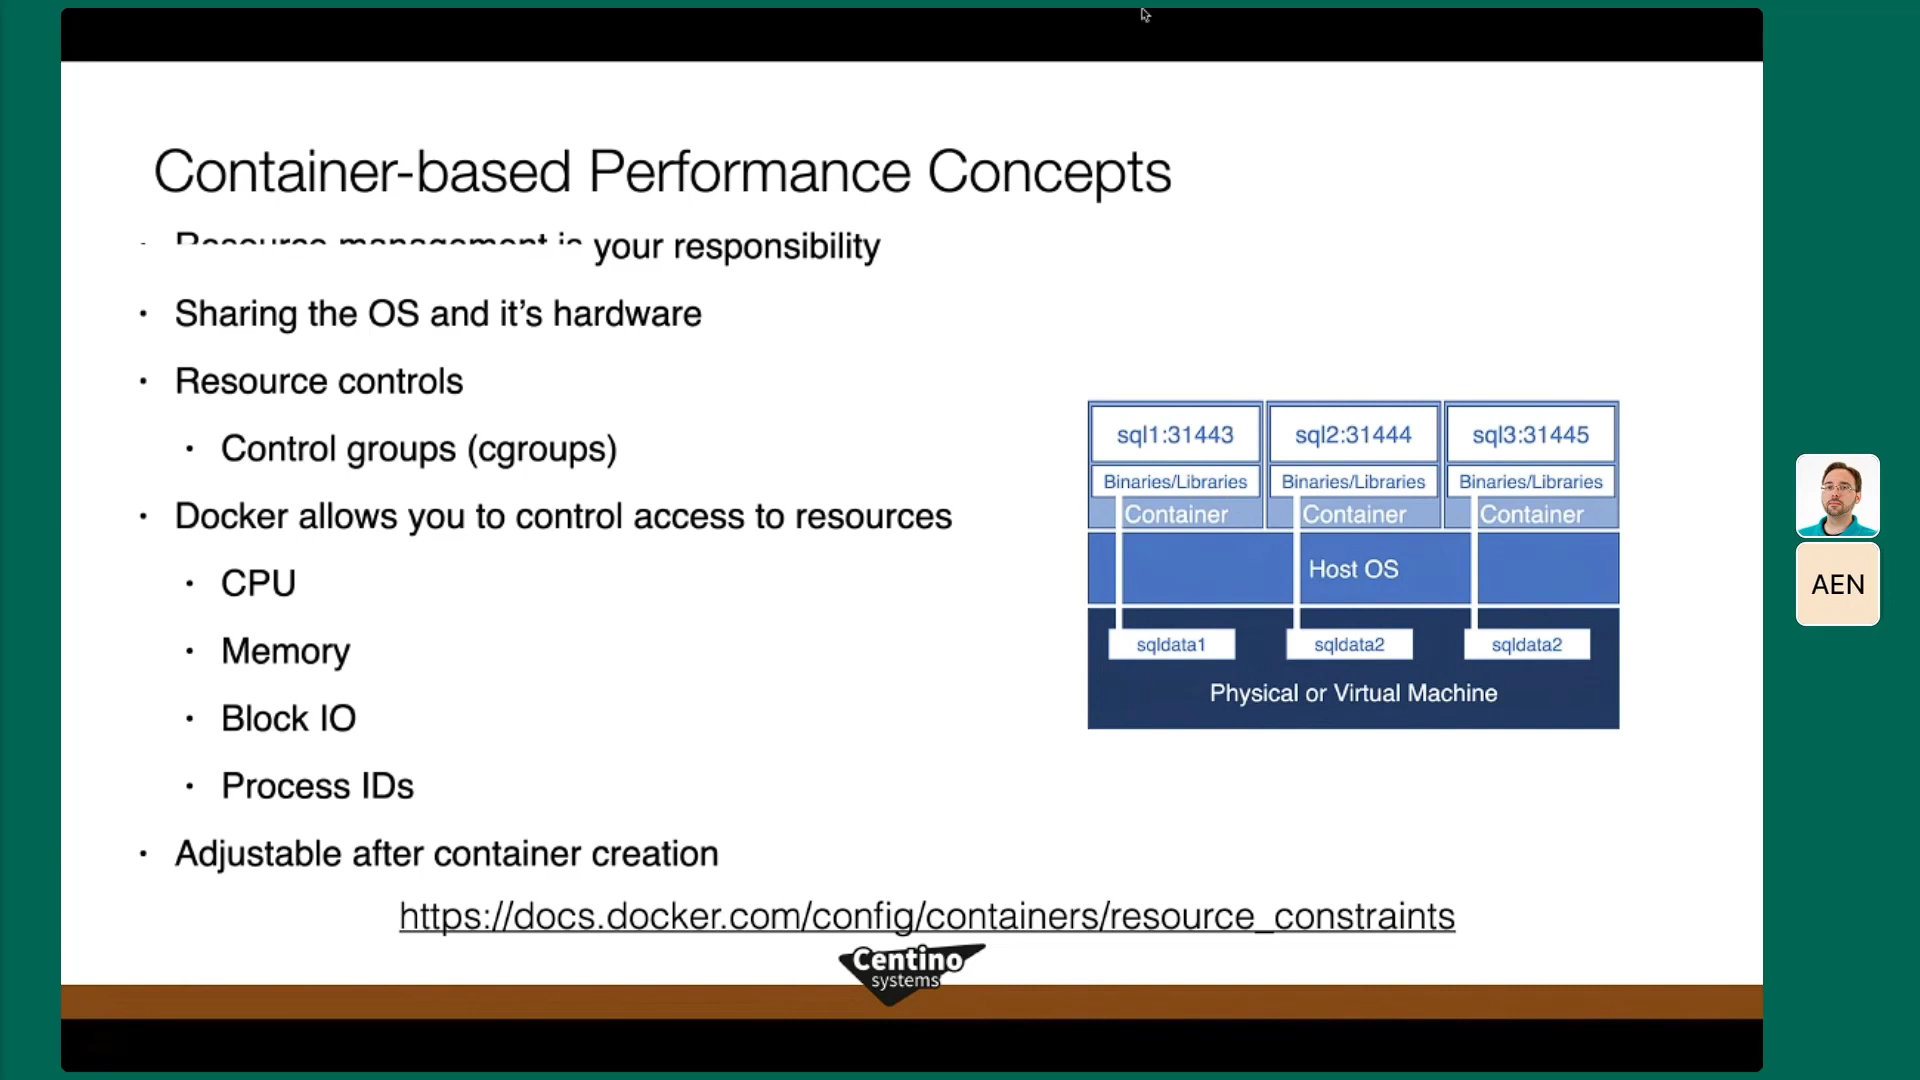 Container-based Performance Concepts
· Resource management is your responsibility
· Sharing the OS and it’s hardware
· Resource controls
· Control groups (cgroups)
· Docker allows you to control access to resources
· CPU
· Memory
· Block IO
· Process IDs
· Adjustable after container creation
sql1:31443 sql2:31444 sql3:31445
Binaries/Libraries Binaries/Libraries Binaries/Libraries
Container Container Container
Host OS
sqldata1 sqldata2 sqldata2
Physical or Virtual Machine
https://docs.docker.com/config/containers/resource_constraints
Centino
systems
AEN